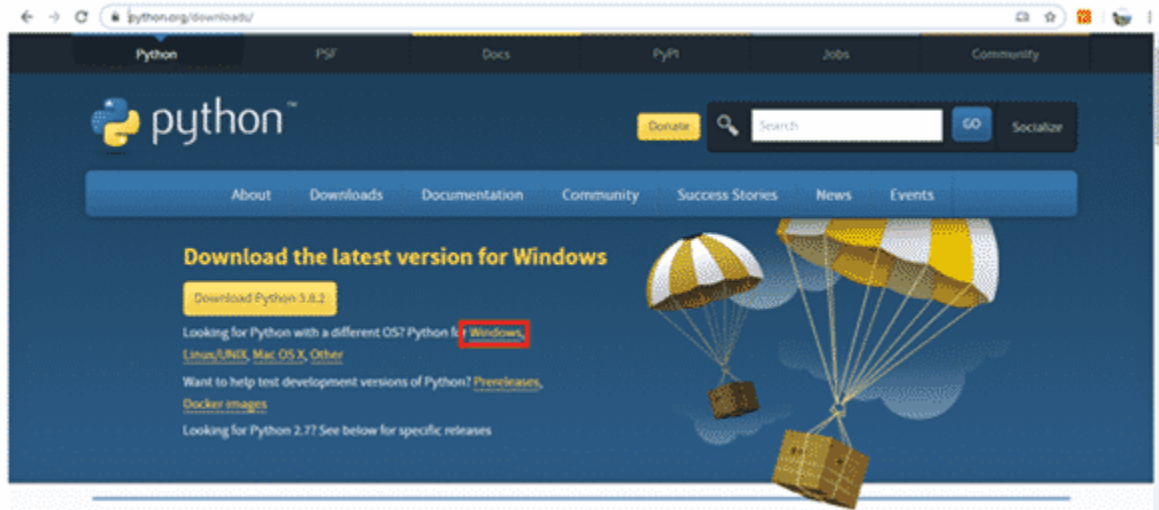 python.org/downloads/
Python PSF Docs PyPI Jobs Community
python™
Donate Search GO Socialize
About Downloads Documentation Community Success Stories News Events
Download the latest version for Windows
Download Python 3.8.2
Looking for Python with a different OS? Python for Windows,
Linux/UNIX, Mac OS X, Other
Want to help test development versions of Python? Prereleases,
Docker images
Looking for Python 2.7? See below for specific releases